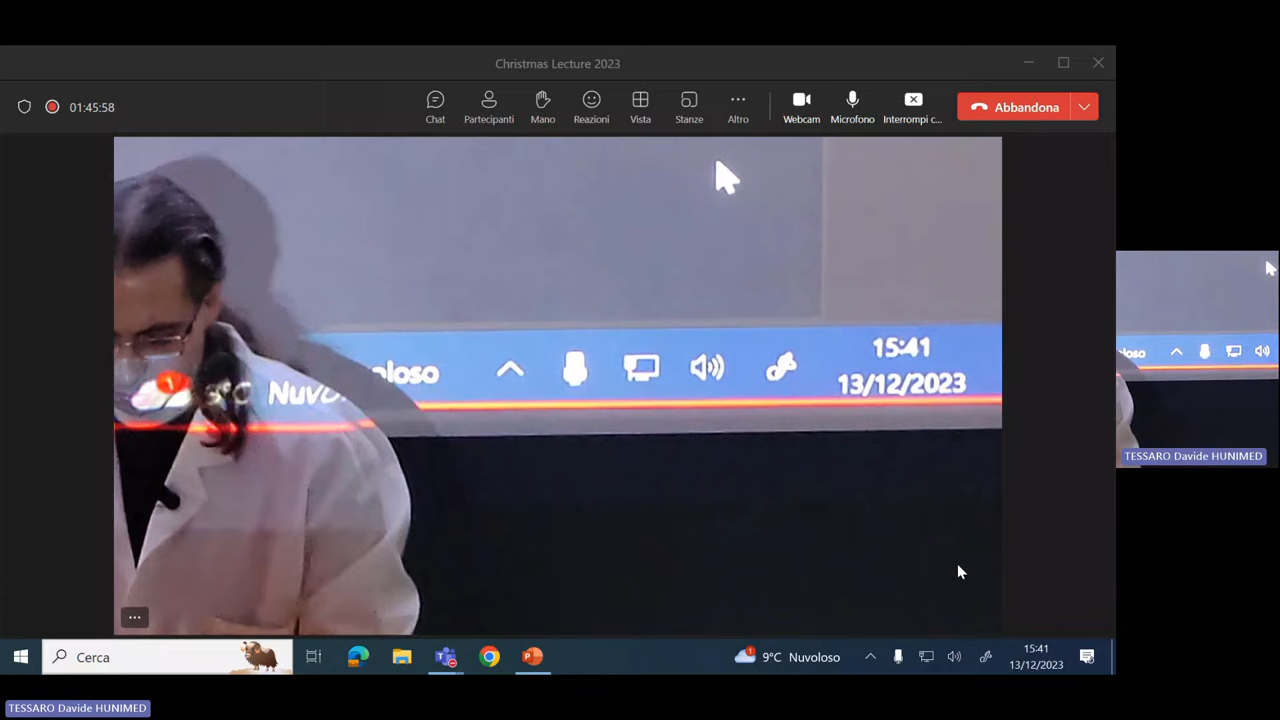 Christmas Lecture 2023
01:45:58
Chat
Partecipanti
Mano
Reazioni
Vista
Stanze
Altro
Webcam
Microfono
Interrompi c...
Abbandona
15:41
13/12/2023
oloso
9°C Nuvo
loso
TESSARO Davide HUNIMED
Cerca
9°C Nuvoloso
15:41
13/12/2023
TESSARO Davide HUNIMED